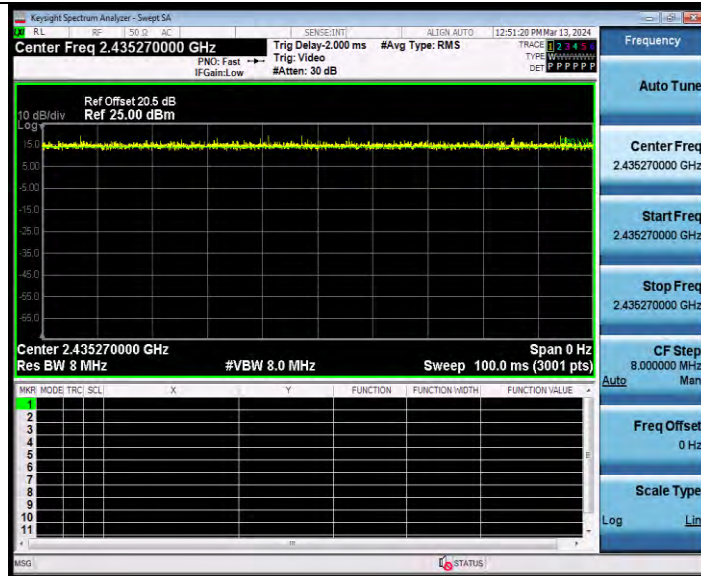 Keysight Spectrum Analyzer - Swept SA
RL RF 50 Ω AC SENSE:INT ALIGN AUTO 12:51:20 PM Mar 13, 2024
Center Freq 2.435270000 GHz
PNO: Fast
IFGain:Low
Trig Delay-2.000 ms
Trig: Video
#Atten: 30 dB
#Avg Type: RMS
TRACE 1 2 3 4 5 6
TYPE
DET P P P P P P
Ref Offset 20.5 dB
10 dB/div Ref 25.00 dBm
Log
15.0
5.00
-5.00
-15.0
-25.0
-35.0
-45.0
-55.0
-65.0
Center 2.435270000 GHz Span 0 Hz
Res BW 8 MHz #VBW 8.0 MHz Sweep 100.0 ms (3001 pts)
MKR MODE TRC SCL X Y FUNCTION FUNCTION WIDTH FUNCTION VALUE
1
2
3
4
5
6
7
8
9
10
11
MSG STATUS
Frequency
Auto Tune
Center Freq
2.435270000 GHz
Start Freq
2.435270000 GHz
Stop Freq
2.435270000 GHz
CF Step
8.000000 MHz
Auto Man
Freq Offset
0 Hz
Scale Type
Log Lin